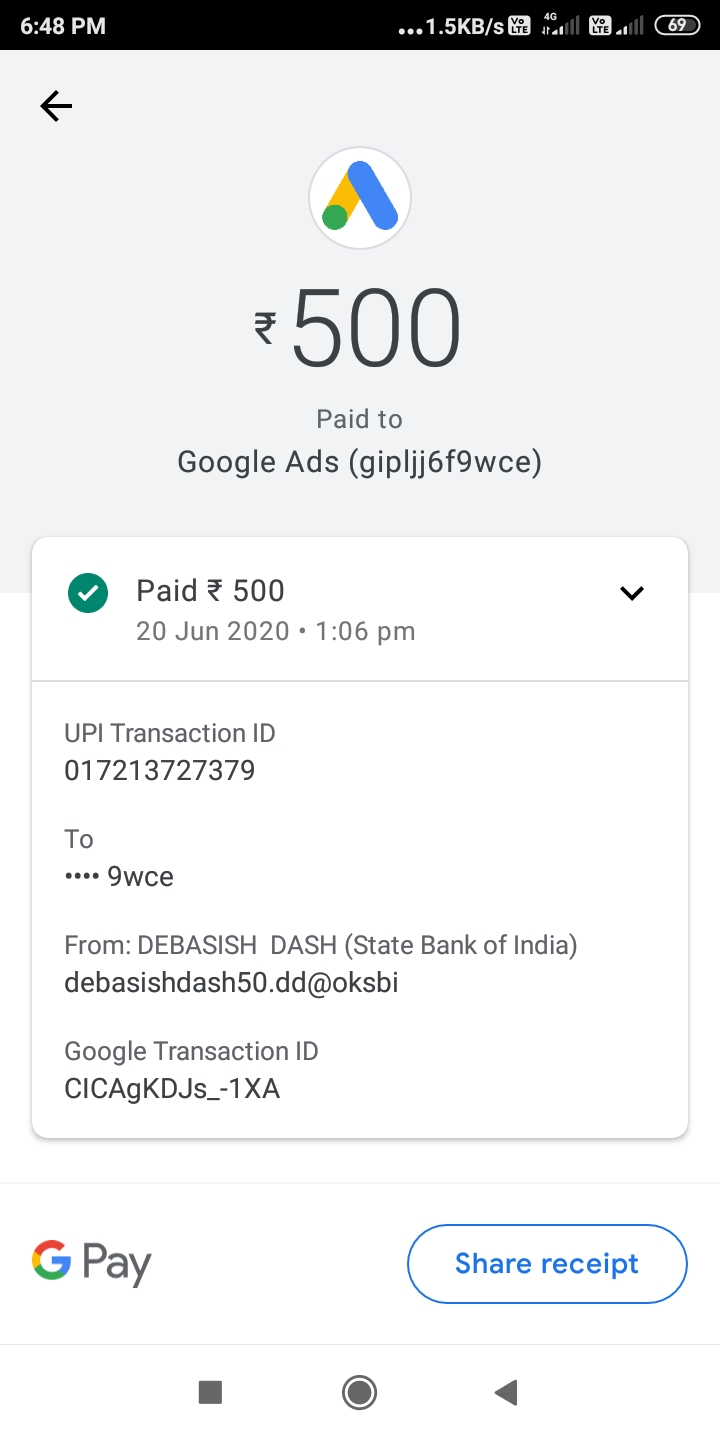 6:48 PM
...1.5KB/s Vo LTE 4G Vo LTE 69
₹500
Paid to
Google Ads (gipljj6f9wce)
Paid ₹ 500
20 Jun 2020 • 1:06 pm
UPI Transaction ID
017213727379
To
•••• 9wce
From: DEBASISH  DASH (State Bank of India)
debasishdash50.dd@oksbi
Google Transaction ID
CICAgKDJs_-1XA
G Pay
Share receipt